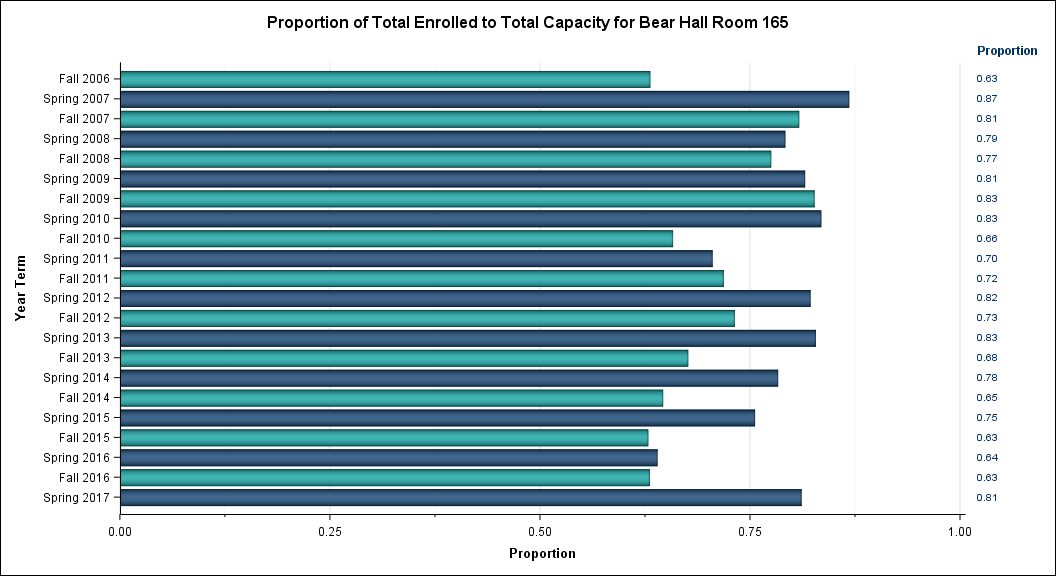 Proportion of Total Enrolled to Total Capacity for Bear Hall Room 165
Proportion
Fall 2006 0.63
Spring 2007 0.87
Fall 2007 0.81
Spring 2008 0.79
Fall 2008 0.77
Spring 2009 0.81
Fall 2009 0.83
Spring 2010 0.83
Fall 2010 0.66
Spring 2011 0.70
Fall 2011 0.72
Spring 2012 0.82
Fall 2012 0.73
Spring 2013 0.83
Fall 2013 0.68
Spring 2014 0.78
Fall 2014 0.65
Spring 2015 0.75
Fall 2015 0.63
Spring 2016 0.64
Fall 2016 0.63
Spring 2017 0.81
Year Term
0.00 0.25 0.50 0.75 1.00
Proportion